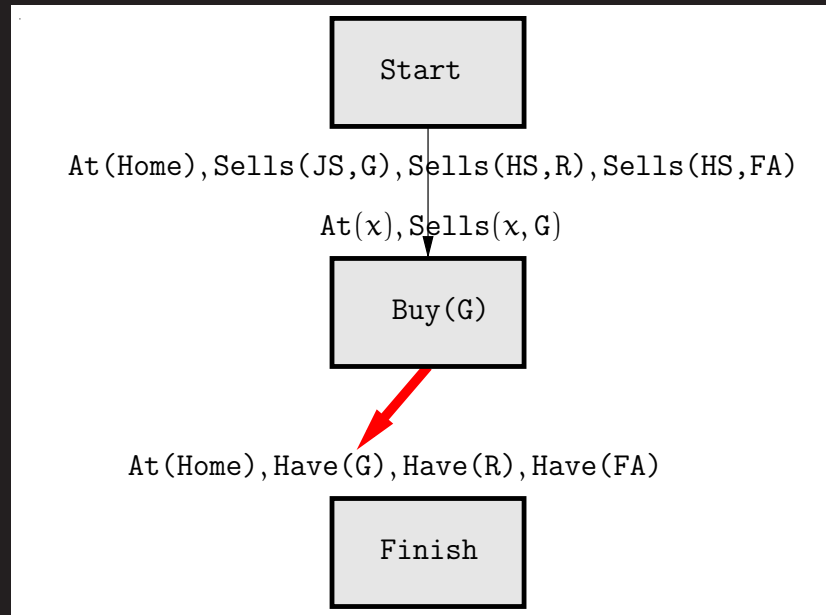 Start
At(Home),Sells(JS,G),Sells(HS,R),Sells(HS,FA)
At(x),Sells(x,G)
Buy(G)
At(Home),Have(G),Have(R),Have(FA)
Finish